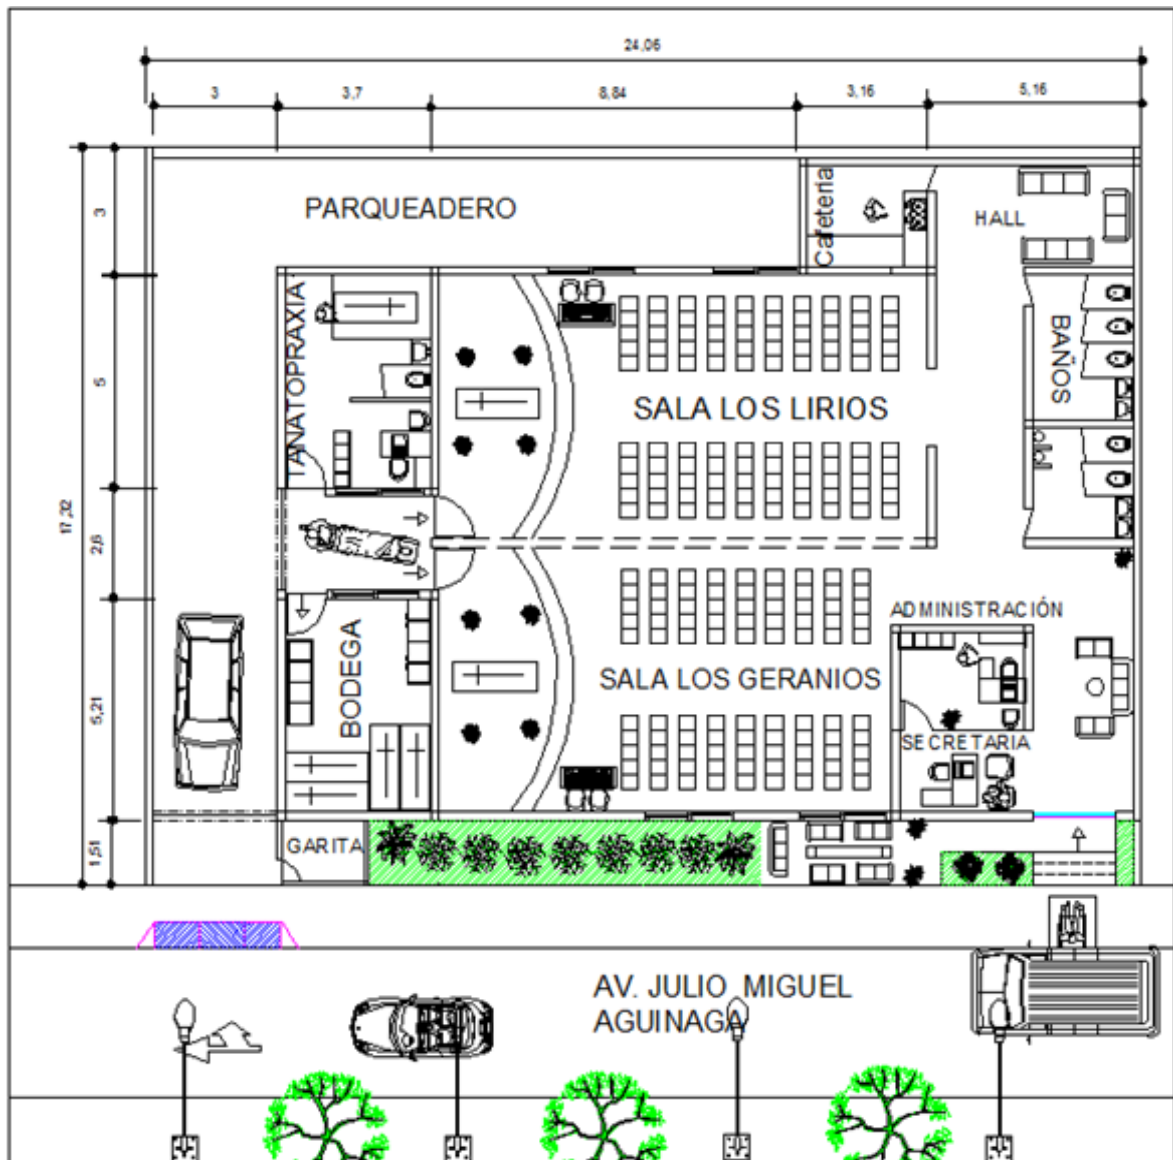 24,06
3
3,7
8,84
3,16
5,16
PARQUEADERO
Cafeteria
HALL
3
TANATOPRAXIA
BAÑOS
5
SALA LOS LIRIOS
17,32
2,6
ADMINISTRACIÓN
BODEGA
SALA LOS GERANIOS
5,21
SECRETARIA
1,51
GARITA
AV. JULIO MIGUEL
AGUINAGA